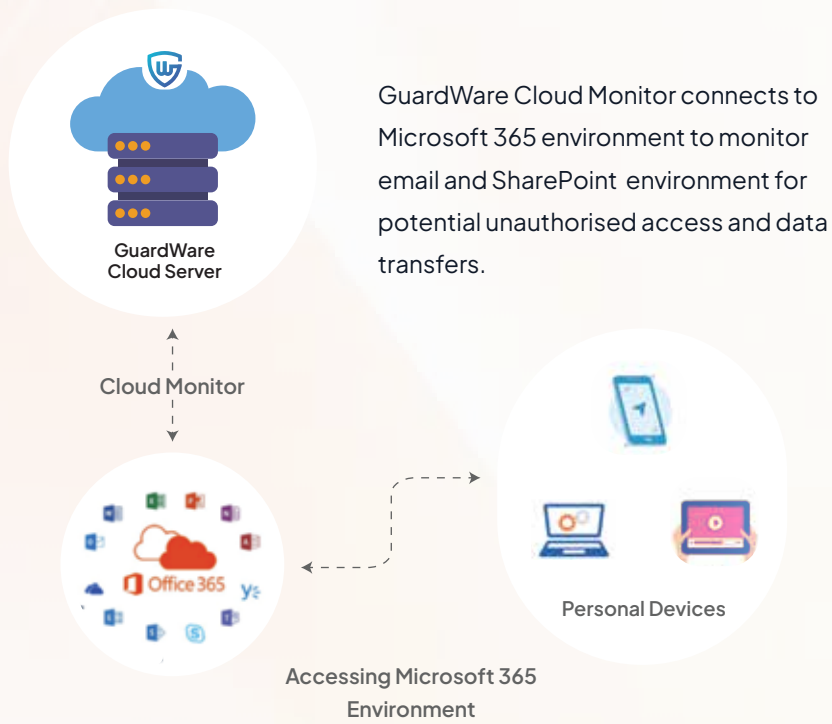 GuardWare Cloud Monitor connects to
Microsoft 365 environment to monitor
email and SharePoint environment for
potential unauthorised access and data
transfers.
GuardWare
Cloud Server
Cloud Monitor
Office 365
Personal Devices
Accessing Microsoft 365
Environment